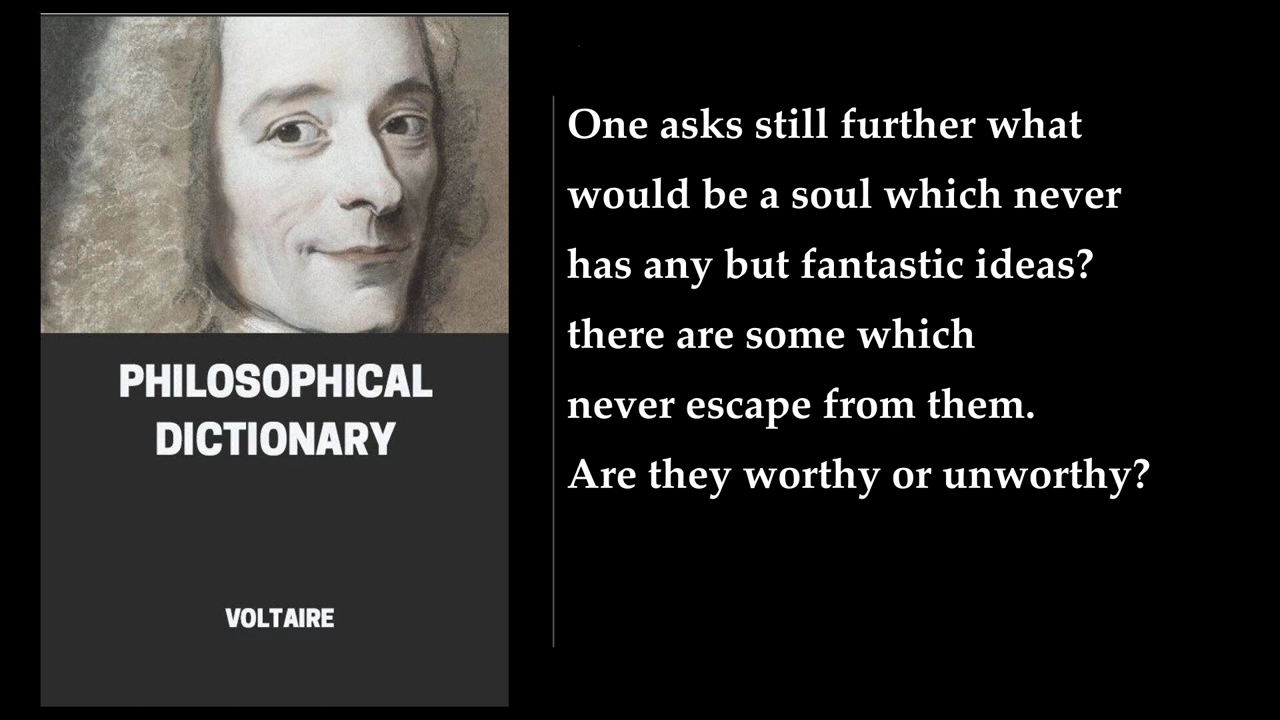 PHILOSOPHICAL
DICTIONARY
VOLTAIRE
One asks still further what
would be a soul which never
has any but fantastic ideas?
there are some which
never escape from them.
Are they worthy or unworthy?